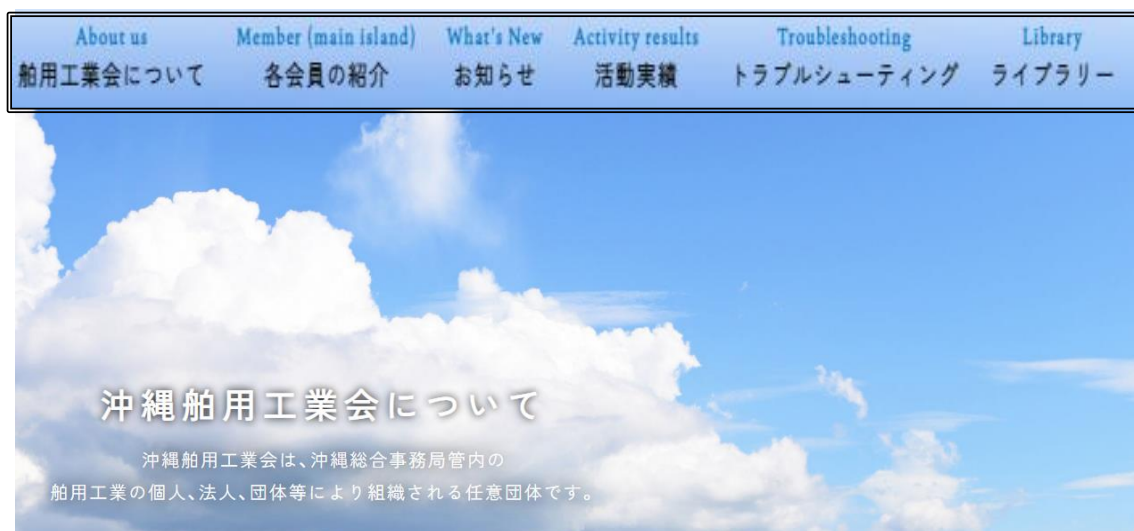 About us Member (main island) What's New Activity results Troubleshooting Library
舶用工業会について 各会員の紹介 お知らせ 活動実績 トラブルシューティング ライブラリー
沖縄舶用工業会について
沖縄舶用工業会は、沖縄総合事務局管内の
舶用工業の個人、法人、団体等により組織される任意団体です。